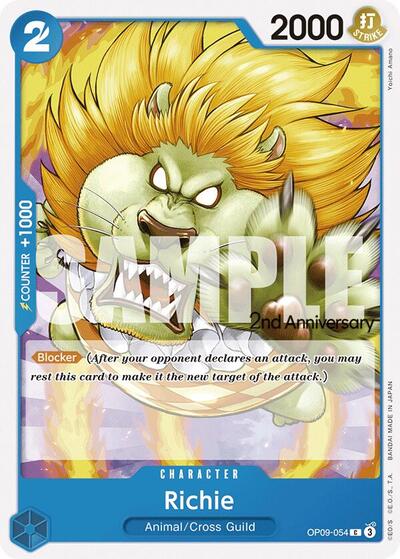 2
2000
打
STRIKE
Yoichi Amano
COUNTER +1000
SAMPLE
2nd Anniversary
Blocker (After your opponent declares an attack, you may
rest this card to make it the new target of the attack.)
CHARACTER
Richie
Animal/Cross Guild
OP09-054 C 3
©E.O./S. ©E.O./S., T.A. BANDAI MADE IN JAPAN